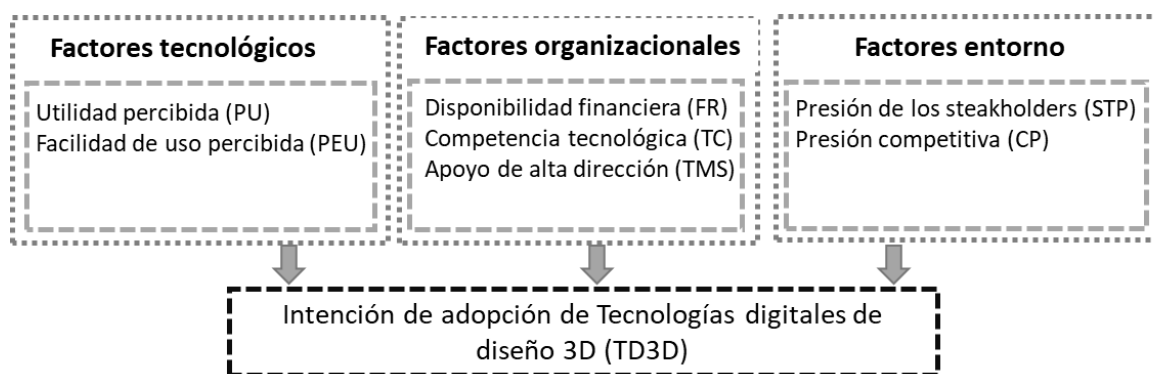 Factores tecnológicos
Utilidad percibida (PU)
Facilidad de uso percibida (PEU)
Factores organizacionales
Disponibilidad financiera (FR)
Competencia tecnológica (TC)
Apoyo de alta dirección (TMS)
Factores entorno
Presión de los steakholders (STP)
Presión competitiva (CP)
Intención de adopción de Tecnologías digitales de
diseño 3D (TD3D)